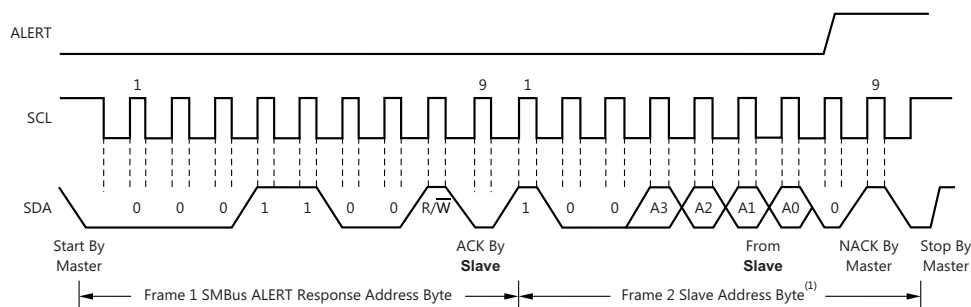 ALERT
1 9 1 9
SCL
SDA 0 0 0 1 1 0 0 R/W̅ 1 0 0 A3 A2 A1 A0 0
Start By
Master
ACK By
Slave
From
Slave
NACK By
Master
Stop By
Master
Frame 1 SMBus ALERT Response Address Byte
Frame 2 Slave Address Byte(1)